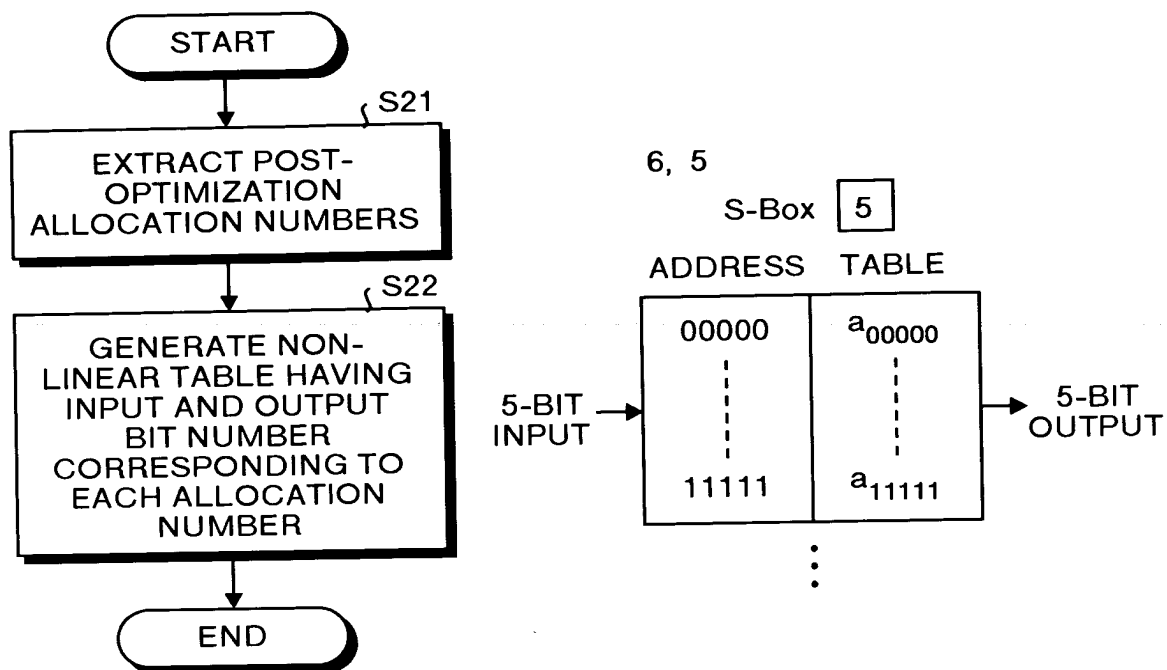 START
S21
EXTRACT POST-
OPTIMIZATION
ALLOCATION NUMBERS
S22
GENERATE NON-
LINEAR TABLE HAVING
INPUT AND OUTPUT
BIT NUMBER
CORRESPONDING TO
EACH ALLOCATION
NUMBER
END
6, 5
S-Box 5
ADDRESS TABLE
00000 a00000
5-BIT
INPUT
5-BIT
OUTPUT
11111 a11111